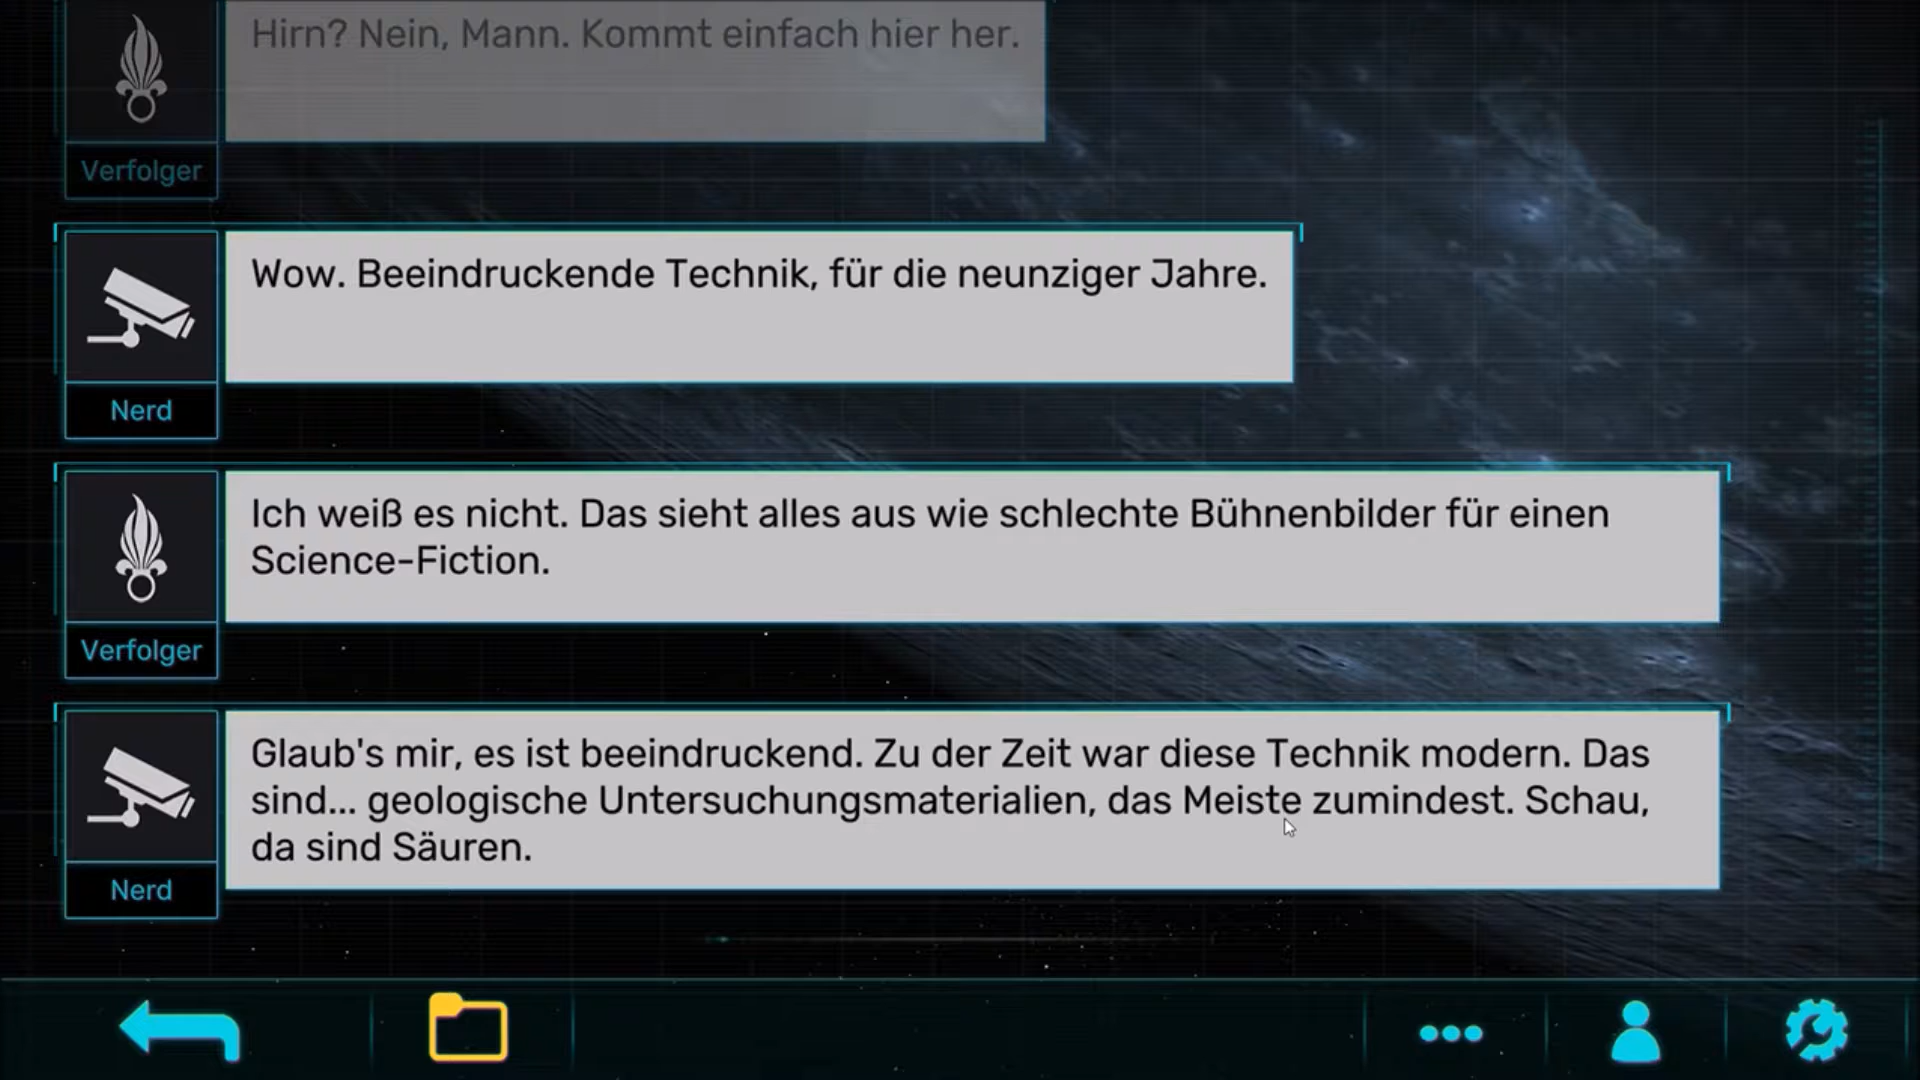 Hirn? Nein, Mann. Kommt einfach hier her.
Verfolger
Wow. Beeindruckende Technik, für die neunziger Jahre.
Nerd
Ich weiß es nicht. Das sieht alles aus wie schlechte Bühnenbilder für einen
Science-Fiction.
Verfolger
Glaub's mir, es ist beeindruckend. Zu der Zeit war diese Technik modern. Das
sind... geologische Untersuchungsmaterialien, das Meiste zumindest. Schau,
da sind Säuren.
Nerd